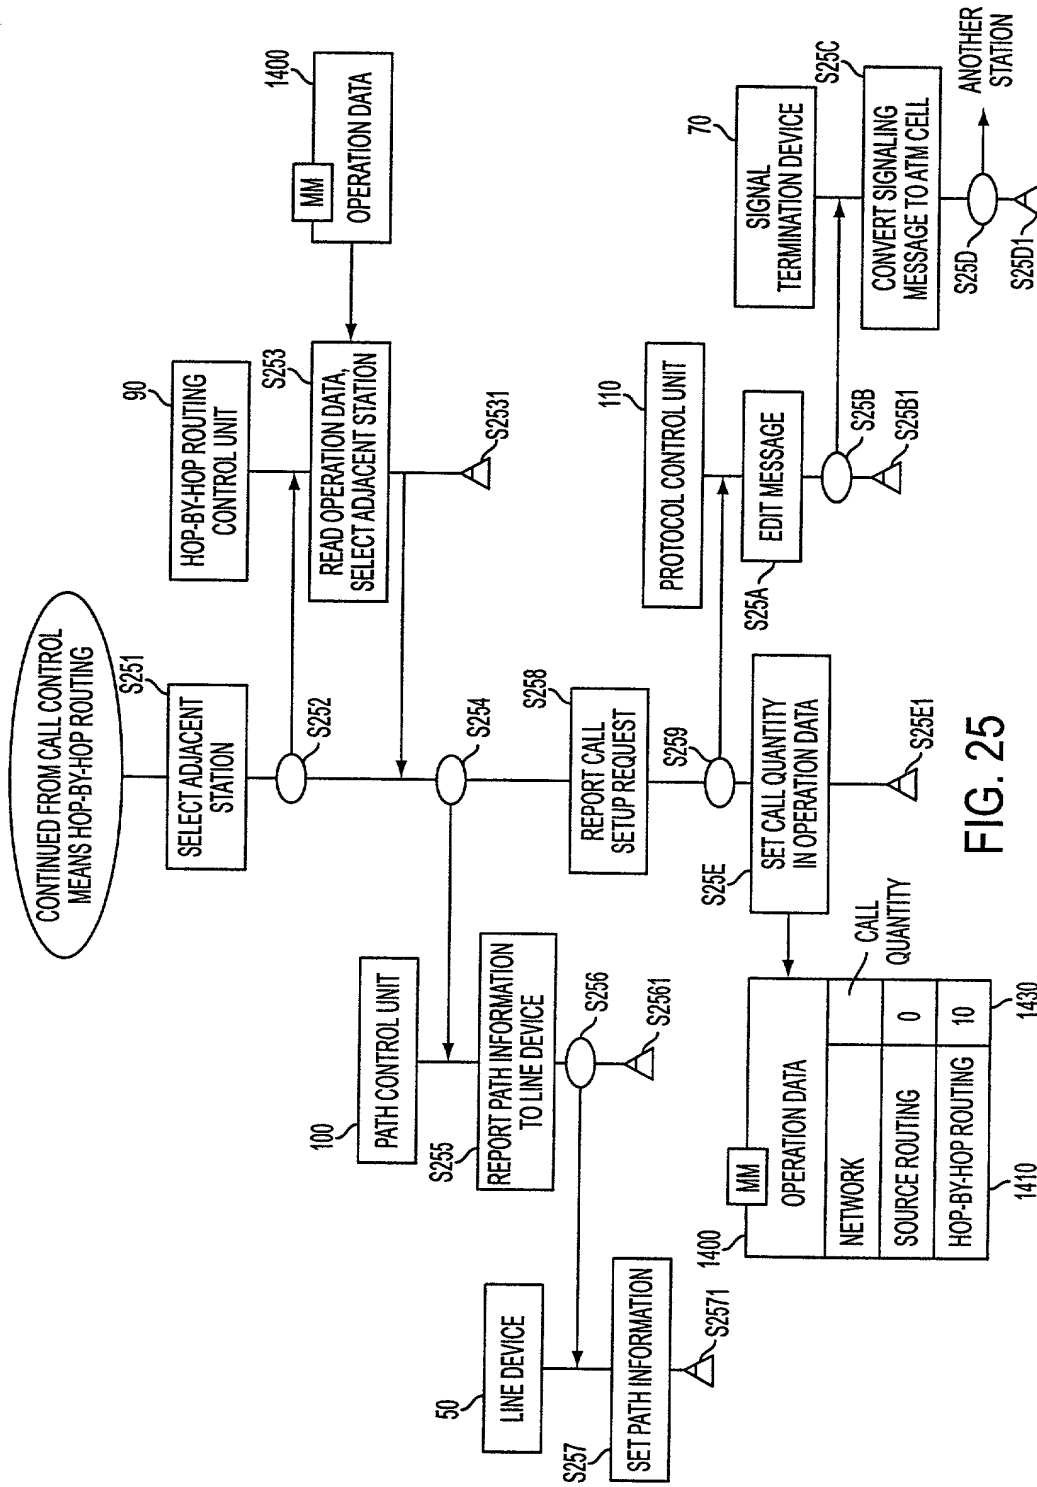 CONTINUED FROM CALL CONTROL
MEANS HOP-BY-HOP ROUTING
S251
SELECT ADJACENT
STATION
S252
90
HOP-BY-HOP ROUTING
CONTROL UNIT
S253
READ OPERATION DATA,
SELECT ADJACENT STATION
S2531
1400
MM
OPERATION DATA
S254
100
PATH CONTROL UNIT
S255
REPORT PATH INFORMATION
TO LINE DEVICE
S256
S2561
50
LINE DEVICE
S257
SET PATH INFORMATION
S2571
S258
REPORT CALL
SETUP REQUEST
S259
110
PROTOCOL CONTROL UNIT
S25A
EDIT MESSAGE
S25B
S25B1
70
SIGNAL
TERMINATION DEVICE
S25C
CONVERT SIGNALING
MESSAGE TO ATM CELL
S25D
ANOTHER
STATION
S25D1
S25E
SET CALL QUANTITY
IN OPERATION DATA
S25E1
1400
MM
OPERATION DATA
CALL
QUANTITY
NETWORK
SOURCE ROUTING 0
HOP-BY-HOP ROUTING 10
1410
1430
FIG. 25